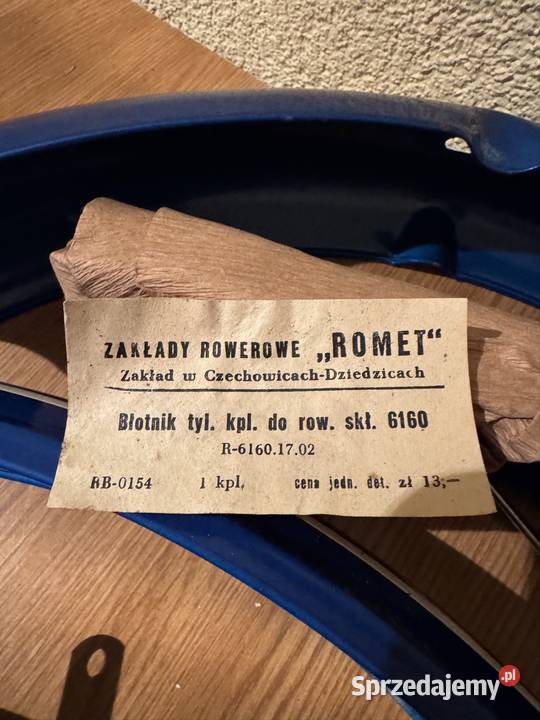 ZAKŁADY ROWEROWE „ROMET“
Zakład w Czechowicach-Dziedzicach
Błotnik tyl. kpl. do row. skł. 6160
R-6160.17.02
BB-0154 1 kpl. cena jedn. det. zł 13,—
Sprzedajemy.pl